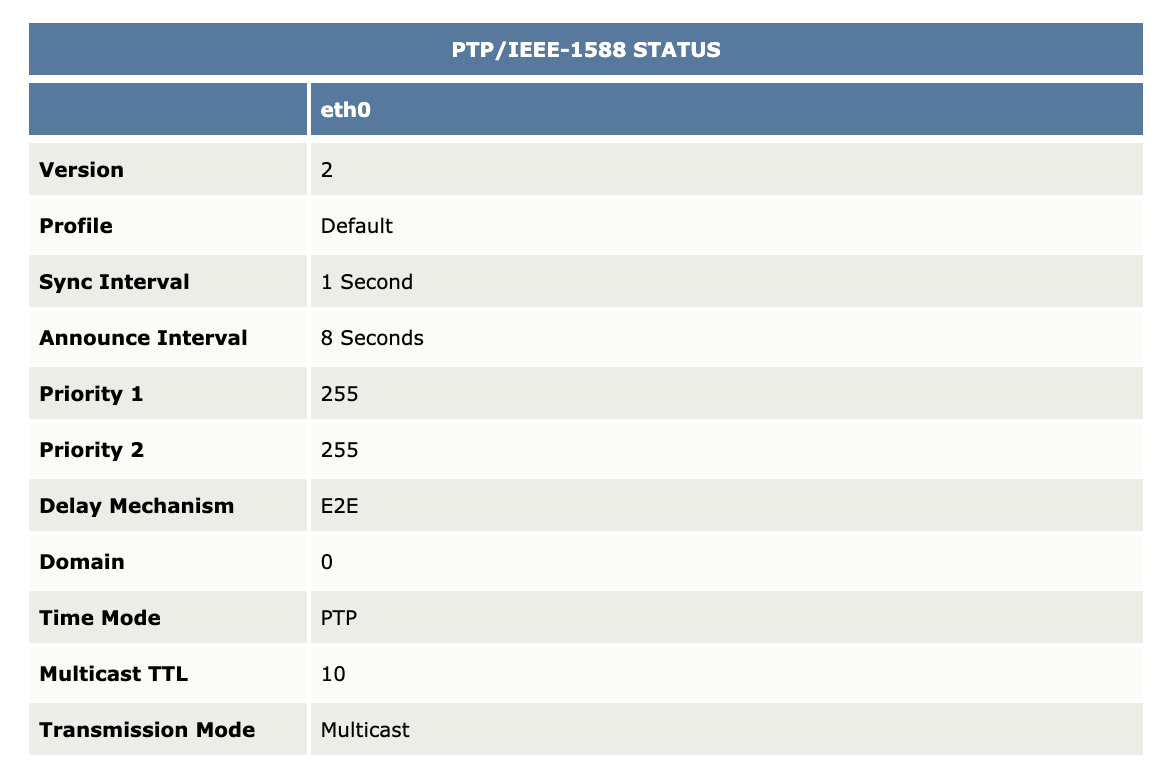 PTP/IEEE-1588 STATUS
eth0
Version 2
Profile Default
Sync Interval 1 Second
Announce Interval 8 Seconds
Priority 1 255
Priority 2 255
Delay Mechanism E2E
Domain 0
Time Mode PTP
Multicast TTL 10
Transmission Mode Multicast